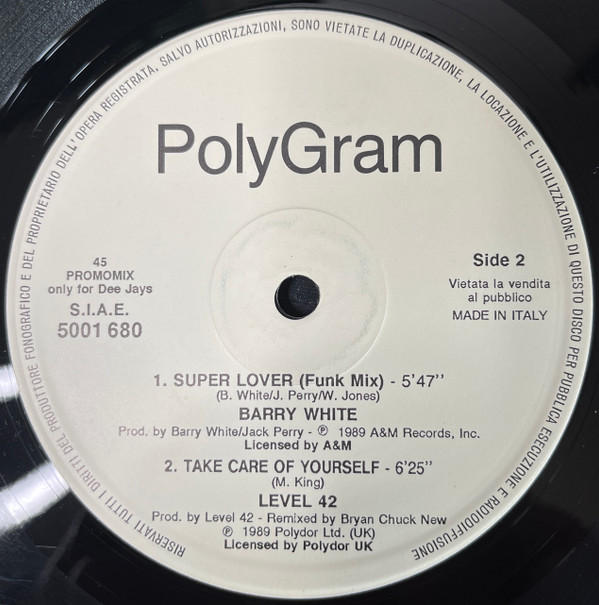 RISERVATI TUTTI I DIRITTI DEL PRODUTTORE FONOGRAFICO E DEL PROPRIETARIO DELL'OPERA REGISTRATA, SALVO AUTORIZZAZIONI, SONO VIETATE LA DUPLICAZIONE, LA LOCAZIONE E L'UTILIZZAZIONE DI QUESTO DISCO PER PUBBLICA ESECUZIONE E RADIODIFFUSIONE
PolyGram
45
PROMOMIX
only for Dee Jays
S.I.A.E.
5001 680
Side 2
Vietata la vendita
al pubblico
MADE IN ITALY
1. SUPER LOVER (Funk Mix) - 5'47''
(B. White/J. Perry/W. Jones)
BARRY WHITE
Prod. by Barry White/Jack Perry - ℗ 1989 A&M Records, Inc.
Licensed by A&M
2. TAKE CARE OF YOURSELF - 6'25''
(M. King)
LEVEL 42
Prod. by Level 42 - Remixed by Bryan Chuck New
℗ 1989 Polydor Ltd. (UK)
Licensed by Polydor UK